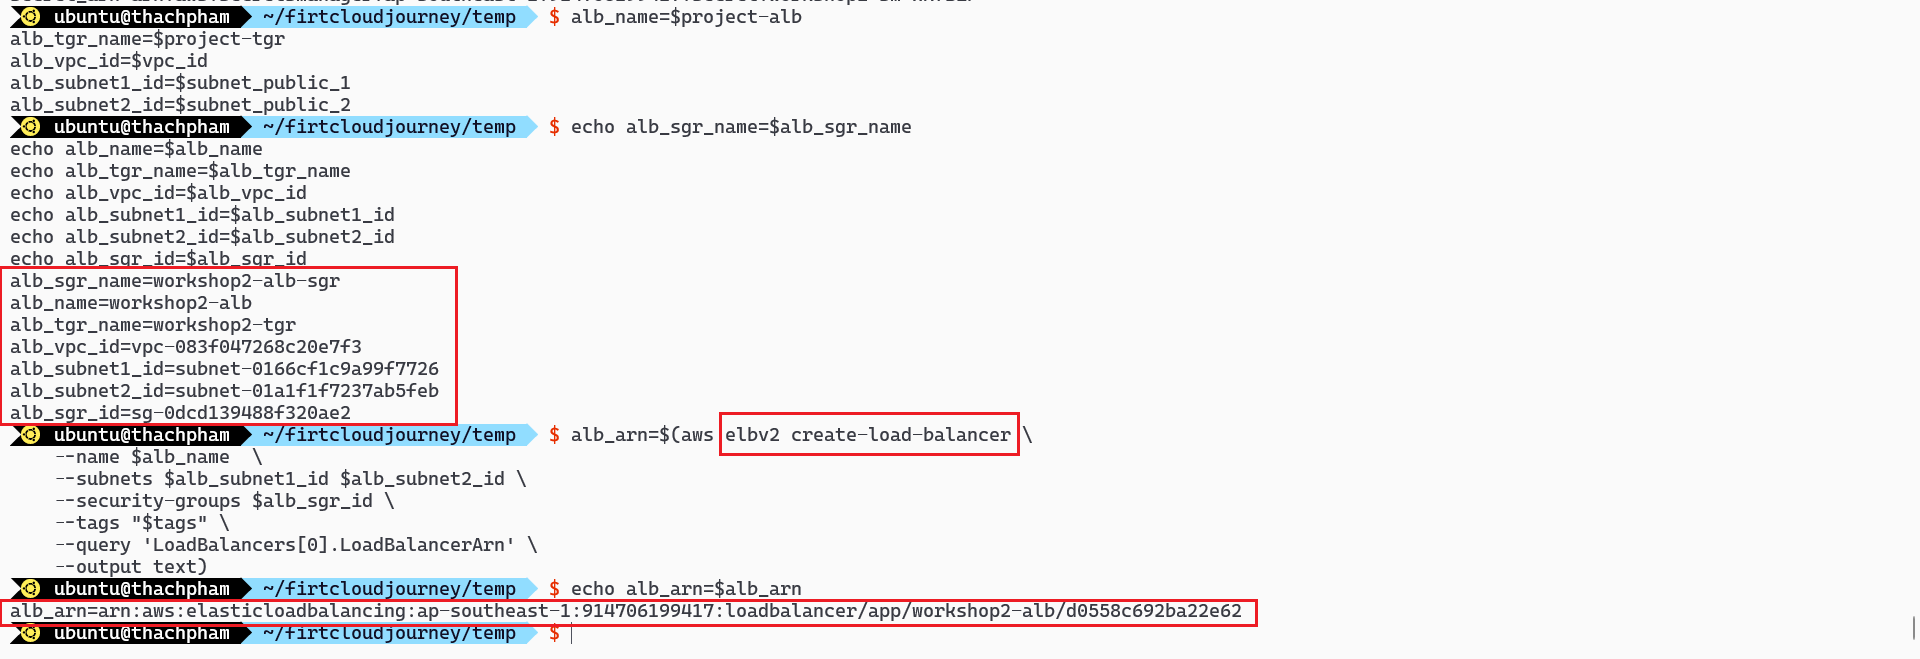 ubuntu@thachpham ~/firtcloudjourney/temp $ alb_name=$project-alb
alb_tgr_name=$project-tgr
alb_vpc_id=$vpc_id
alb_subnet1_id=$subnet_public_1
alb_subnet2_id=$subnet_public_2
ubuntu@thachpham ~/firtcloudjourney/temp $ echo alb_sgr_name=$alb_sgr_name
echo alb_name=$alb_name
echo alb_tgr_name=$alb_tgr_name
echo alb_vpc_id=$alb_vpc_id
echo alb_subnet1_id=$alb_subnet1_id
echo alb_subnet2_id=$alb_subnet2_id
echo alb_sgr_id=$alb_sgr_id
alb_sgr_name=workshop2-alb-sgr
alb_name=workshop2-alb
alb_tgr_name=workshop2-tgr
alb_vpc_id=vpc-083f047268c20e7f3
alb_subnet1_id=subnet-0166cf1c9a99f7726
alb_subnet2_id=subnet-01a1f1f7237ab5feb
alb_sgr_id=sg-0dcd139488f320ae2
ubuntu@thachpham ~/firtcloudjourney/temp $ alb_arn=$(aws elbv2 create-load-balancer \
    --name $alb_name  \
    --subnets $alb_subnet1_id $alb_subnet2_id \
    --security-groups $alb_sgr_id \
    --tags "$tags" \
    --query 'LoadBalancers[0].LoadBalancerArn' \
    --output text)
ubuntu@thachpham ~/firtcloudjourney/temp $ echo alb_arn=$alb_arn
alb_arn=arn:aws:elasticloadbalancing:ap-southeast-1:914706199417:loadbalancer/app/workshop2-alb/d0558c692ba22e62
ubuntu@thachpham ~/firtcloudjourney/temp $